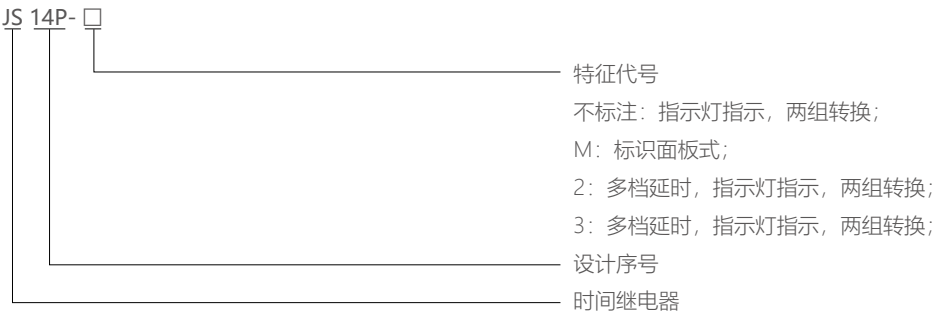 JS 14P-□
特征代号
不标注：指示灯指示，两组转换；
M：标识面板式；
2：多档延时，指示灯指示，两组转换；
3：多档延时，指示灯指示，两组转换；
设计序号
时间继电器